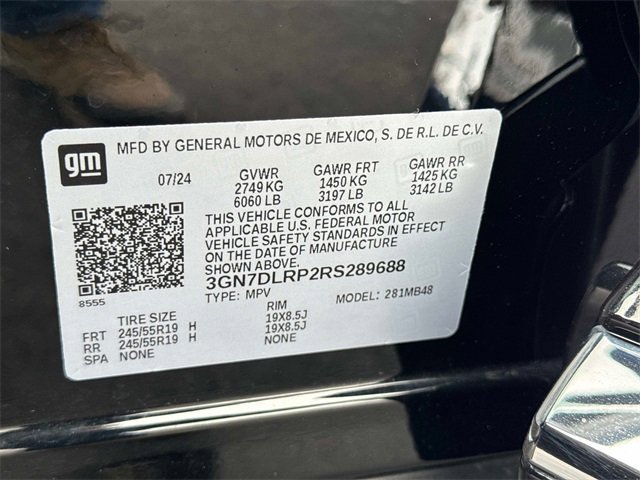 gm
MFD BY GENERAL MOTORS DE MEXICO, S. DE R.L. DE C.V.
07/24 GVWR GAWR FRT GAWR RR
2749 KG 1450 KG 1425 KG
6060 LB 3197 LB 3142 LB
THIS VEHICLE CONFORMS TO ALL
APPLICABLE U.S. FEDERAL MOTOR
VEHICLE SAFETY STANDARDS IN EFFECT
ON THE DATE OF MANUFACTURE
SHOWN ABOVE.
3GN7DLRP2RS289688
8555 TYPE: MPV MODEL: 281MB48
TIRE SIZE RIM
FRT 245/55R19 H 19X8.5J
RR 245/55R19 H 19X8.5J
SPA NONE NONE